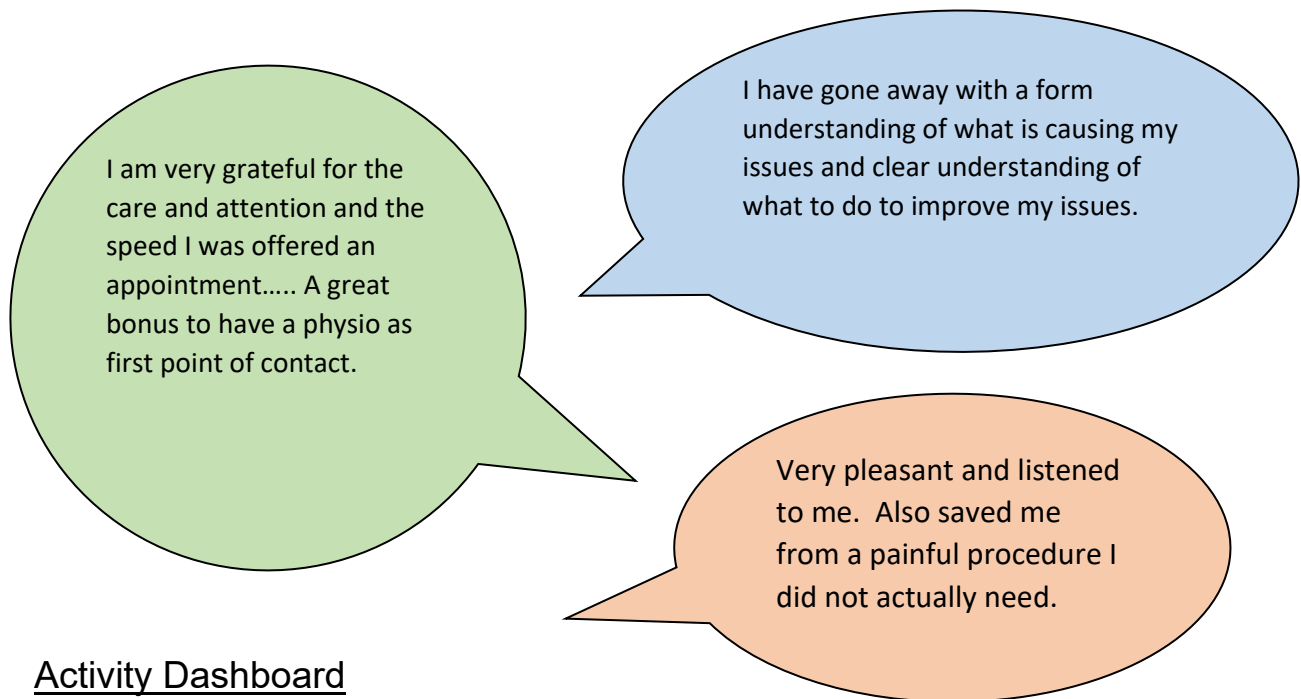 I am very grateful for the
care and attention and the
speed I was offered an
appointment….. A great
bonus to have a physio as
first point of contact.
I have gone away with a form
understanding of what is causing my
issues and clear understanding of
what to do to improve my issues.
Very pleasant and listened
to me.  Also saved me
from a painful procedure I
did not actually need.
Activity Dashboard